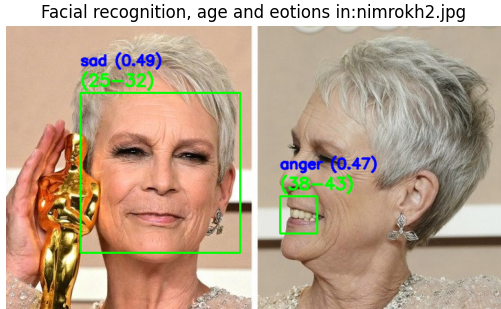 Facial recognition, age and eotions in:nimrokh2.jpg
sad (0.49)
(25-32)
anger (0.47)
(38-43)